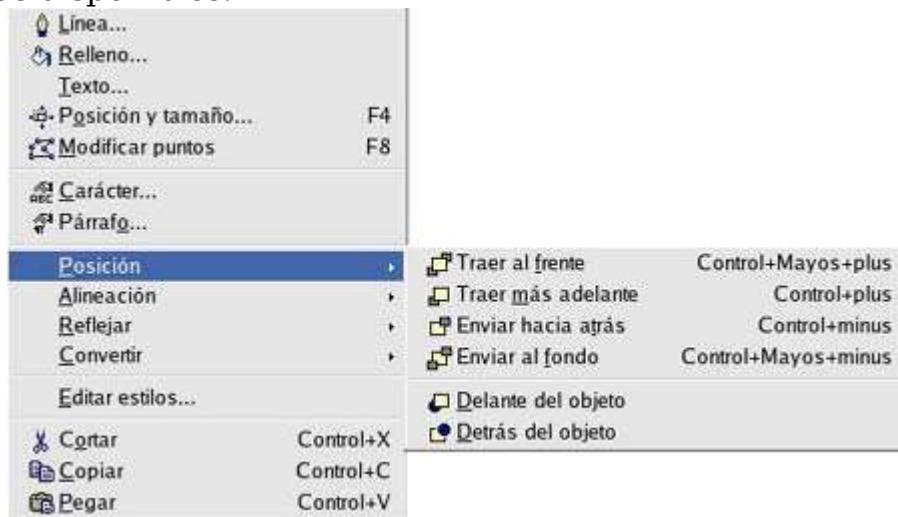 Línea...
Relleno...
Texto...
Posición y tamaño... F4
Modificar puntos F8
Carácter...
Párrafo...
Posición
Alineación
Reflejar
Convertir
Editar estilos...
Cortar Control+X
Copiar Control+C
Pegar Control+V
Traer al frente Control+Mayos+plus
Traer más adelante Control+plus
Enviar hacia atrás Control+minus
Enviar al fondo Control+Mayos+minus
Delante del objeto
Detrás del objeto